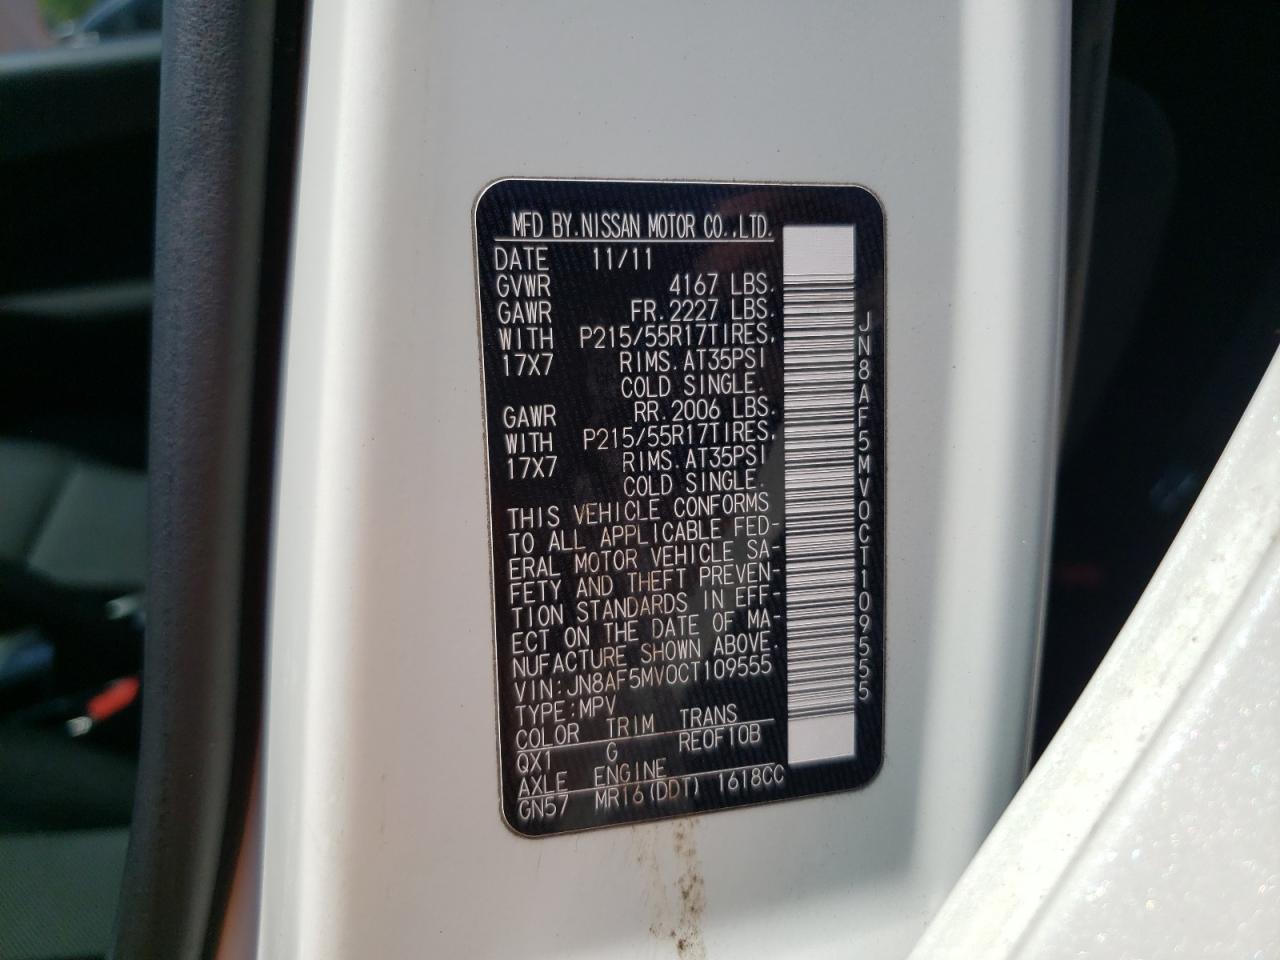 MFD BY.NISSAN MOTOR CO.,LTD.
DATE 11/11
GVWR 4167 LBS.
GAWR FR.2227 LBS.
WITH P215/55R17TIRES,
17X7 RIMS.AT35PSI
COLD SINGLE.
GAWR RR.2006 LBS.
WITH P215/55R17TIRES,
17X7 RIMS.AT35PSI
COLD SINGLE.
THIS VEHICLE CONFORMS
TO ALL APPLICABLE FED-
ERAL MOTOR VEHICLE SA-
FETY AND THEFT PREVEN-
TION STANDARDS IN EFF-
ECT ON THE DATE OF MA-
NUFACTURE SHOWN ABOVE.
VIN:JN8AF5MV0CT109555
TYPE:MPV
COLOR TRIM TRANS
QX1 G RE0F10B
AXLE ENGINE
GN57 MR16(DDT) 1618CC
JN8AF5MV0CT109555